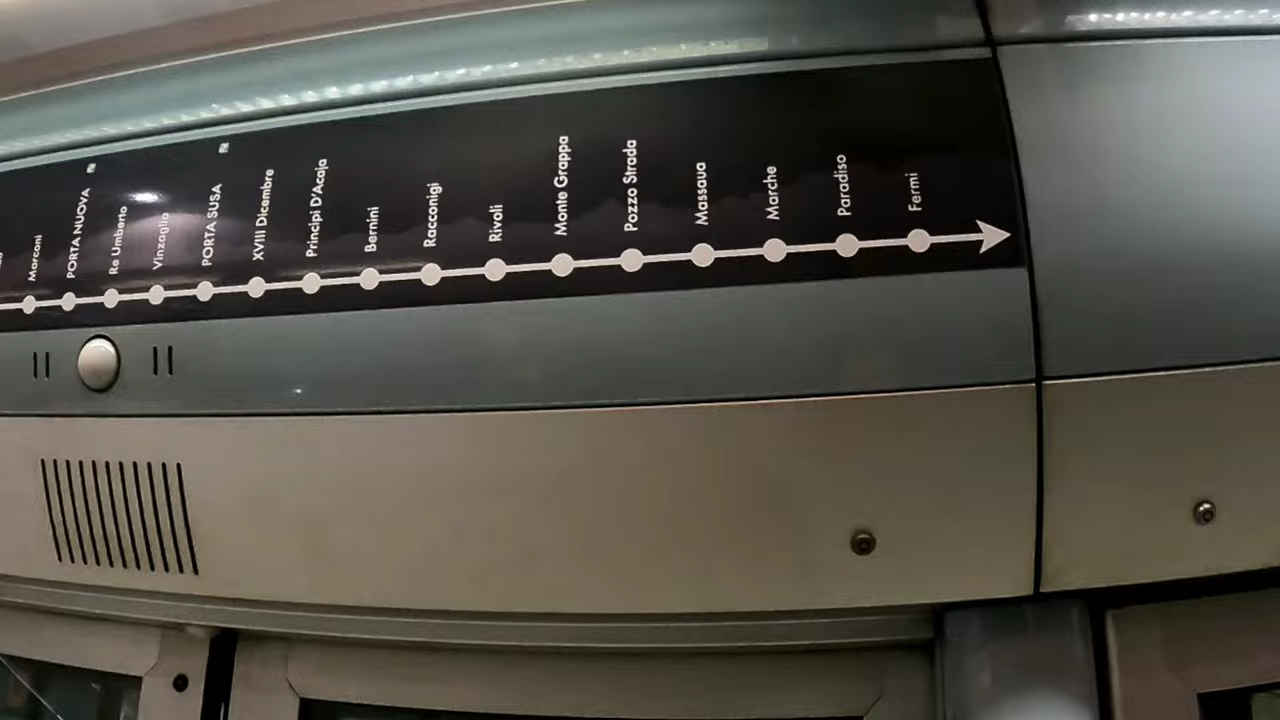 Marconi
PORTA NUOVA
Re Umberto
Vinzaglio
PORTA SUSA
XVIII Dicembre
Principi D'Acaja
Bernini
Racconigi
Rivoli
Monte Grappa
Pozzo Strada
Massaua
Marche
Paradiso
Fermi